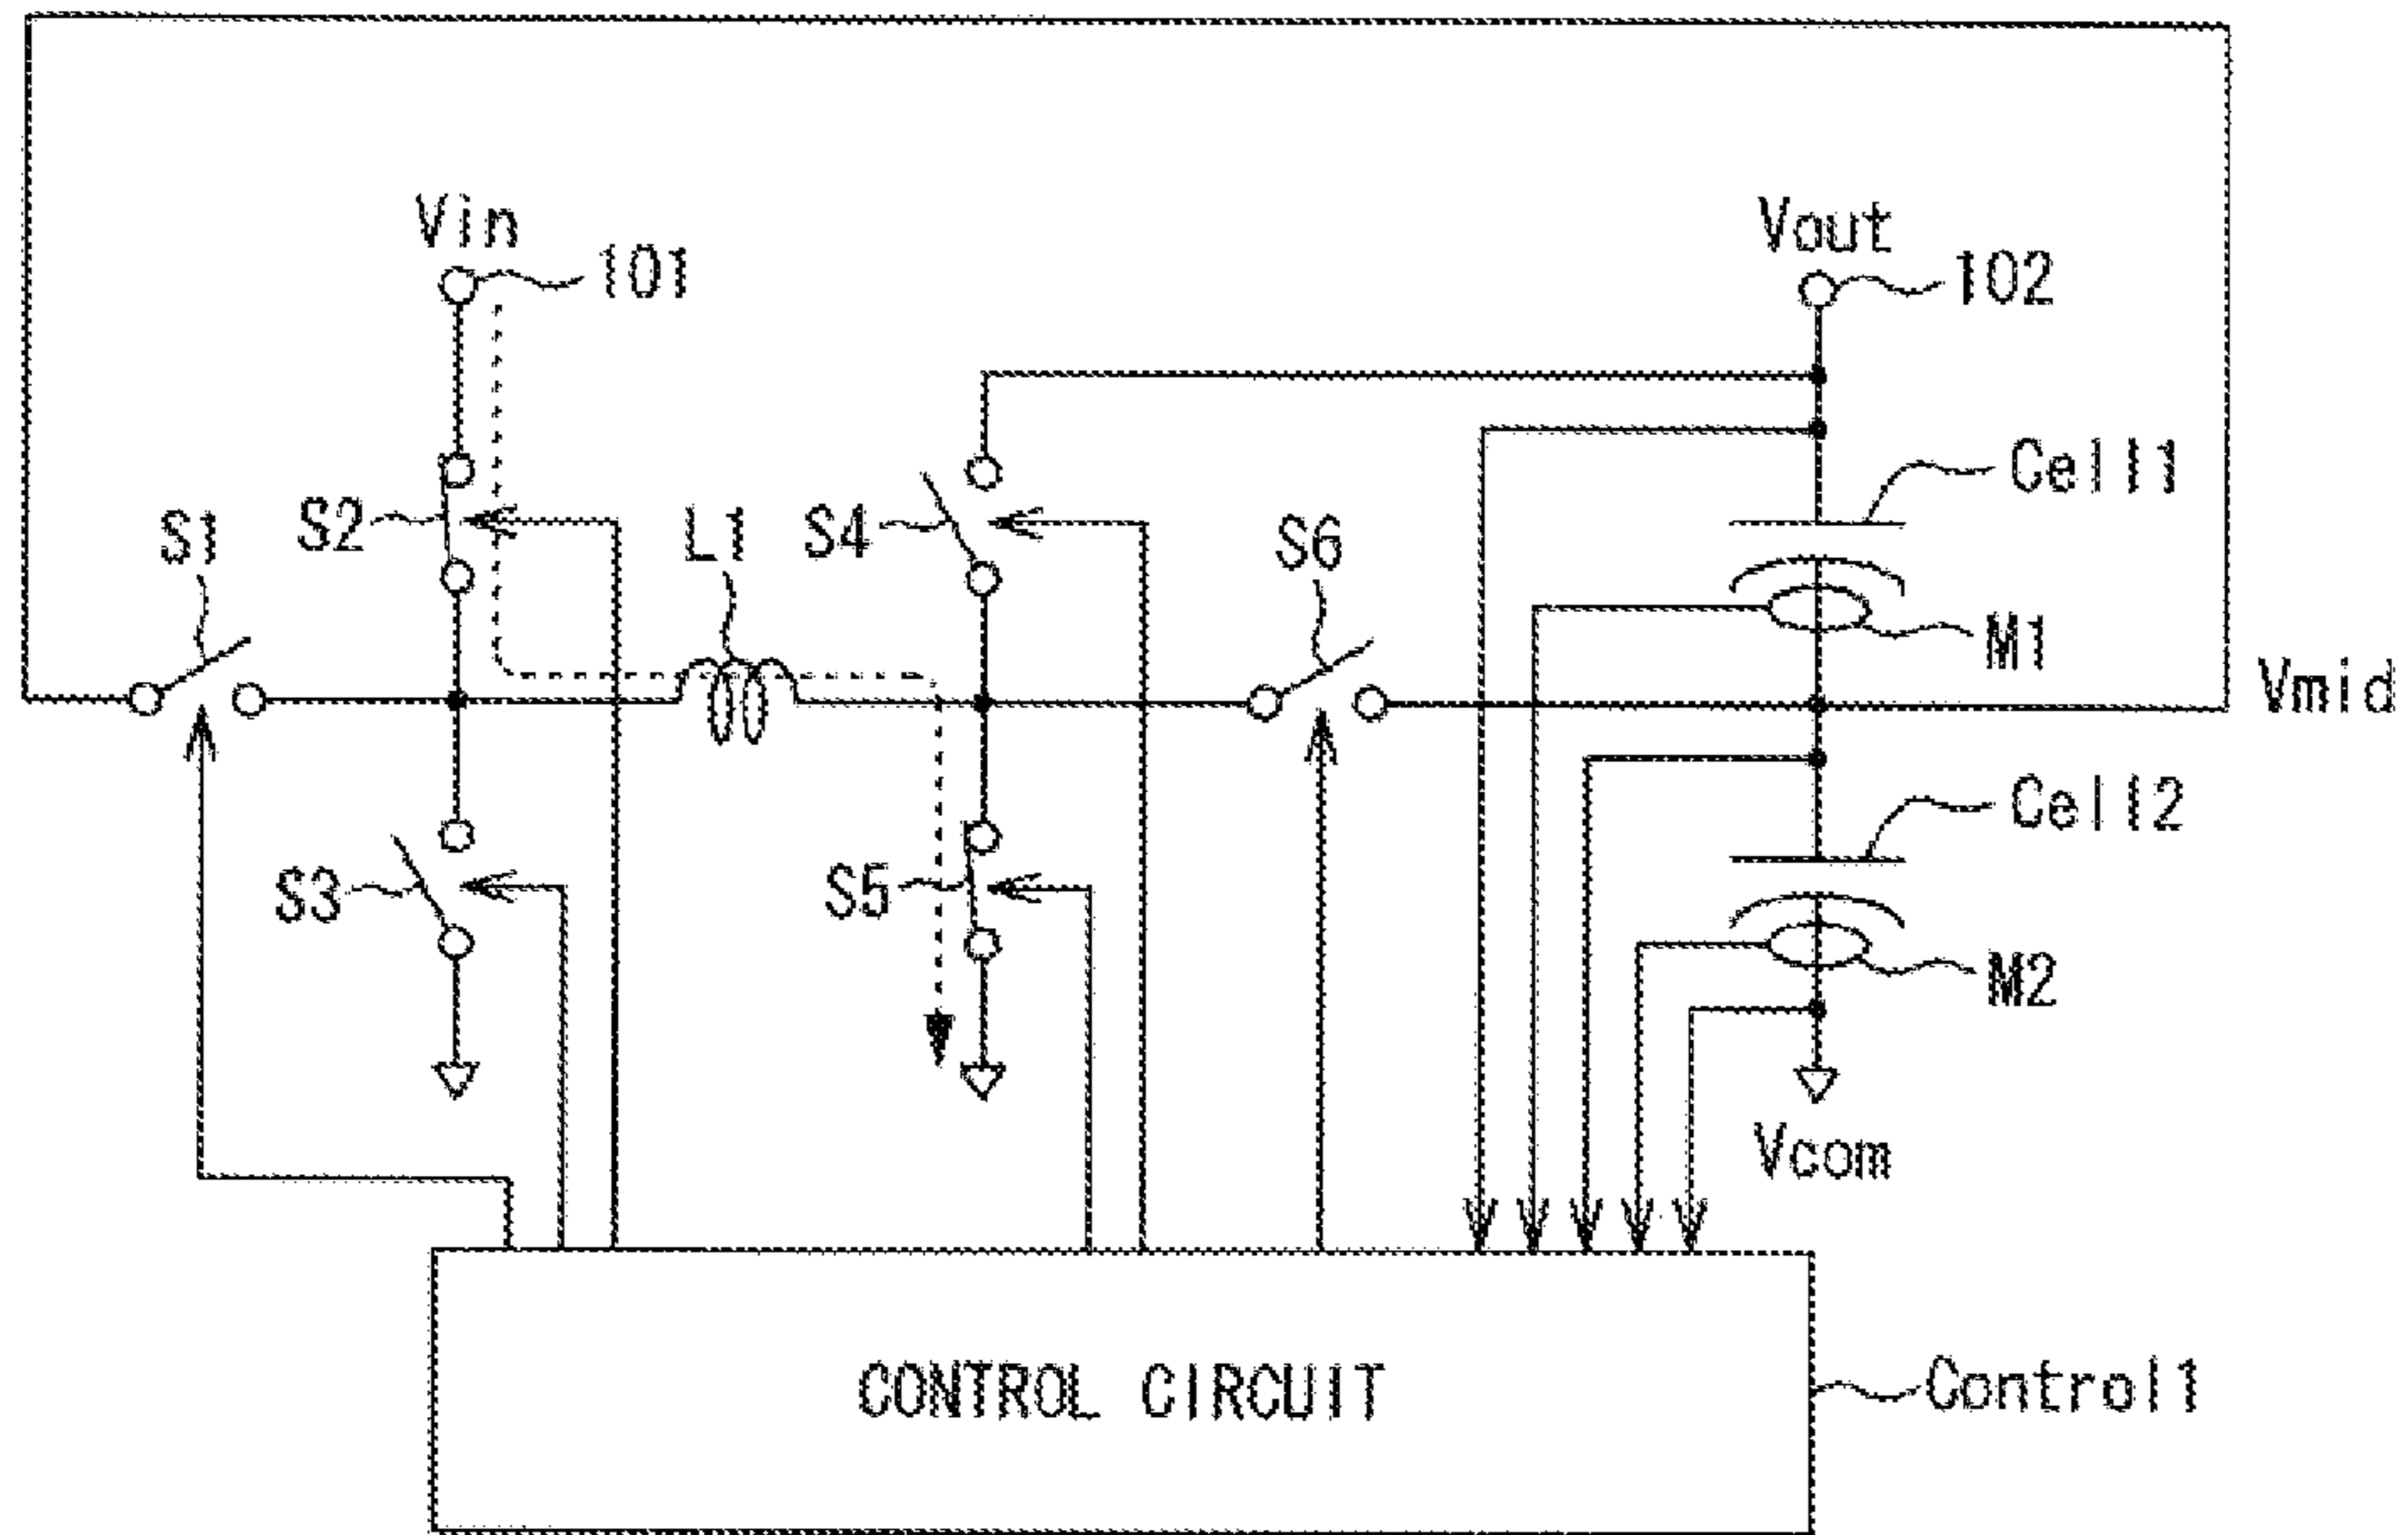 Vin
101
Vout
102
S1
S2
L1
S4
S6
Cell1
M1
Vmid
S3
S5
Cell2
M2
Vcom
CONTROL CIRCUIT
Control1